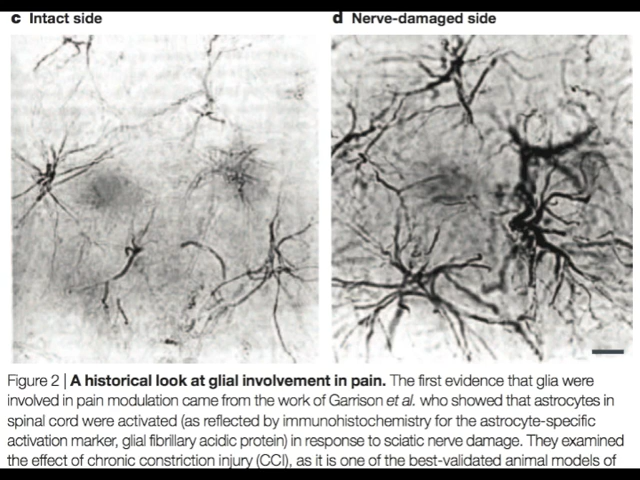 c Intact side
d Nerve-damaged side
Figure 2 | A historical look at glial involvement in pain. The first evidence that glia were
involved in pain modulation came from the work of Garrison et al. who showed that astrocytes in
spinal cord were activated (as reflected by immunohistochemistry for the astrocyte-specific
activation marker, glial fibrillary acidic protein) in response to sciatic nerve damage. They examined
the effect of chronic constriction injury (CCI), as it is one of the best-validated animal models of